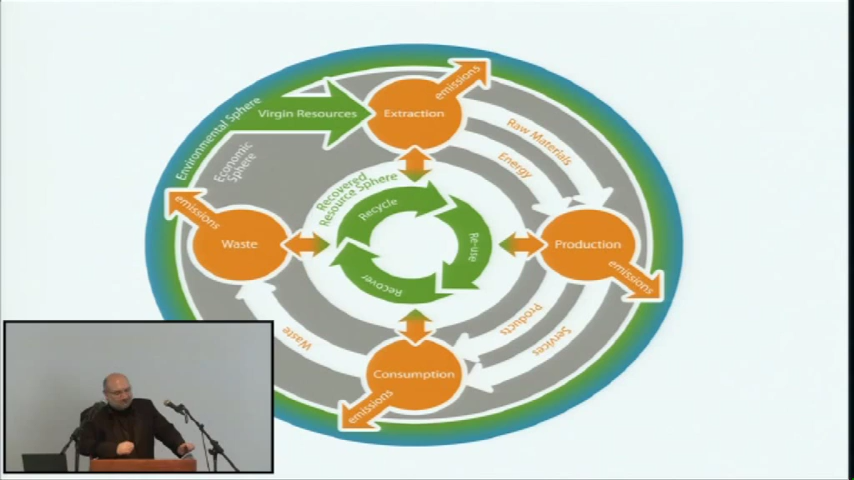 Environmental Sphere
Virgin Resources
Extraction
emissions
Economic
Sphere
Raw Materials
Energy
Recovered
Resource Sphere
Recycle
Re-use
Recover
emissions
Waste
Production
emissions
Products
Services
Waste
Consumption
emissions